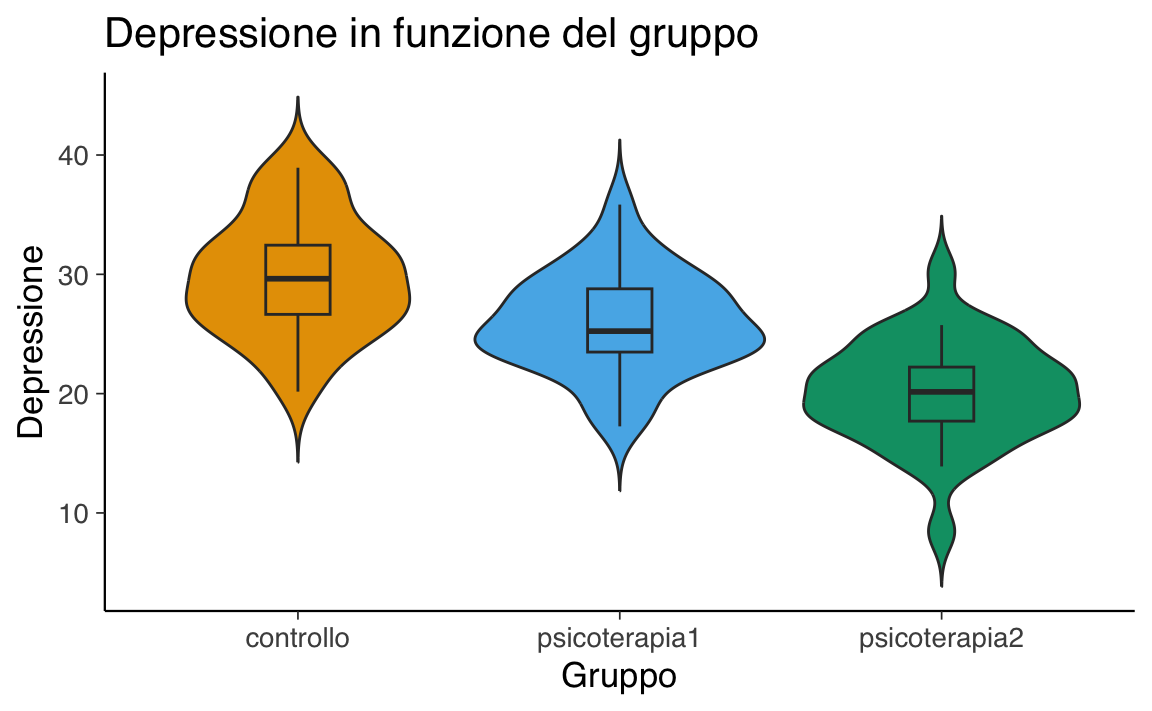 Depressione in funzione del gruppo
Depressione
40
30
20
10
controllo psicoterapia1 psicoterapia2
Gruppo